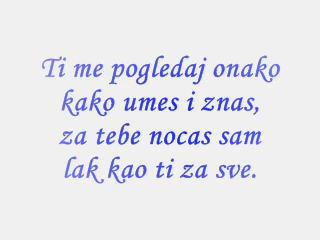 Ti me pogledaj onako
kako umes i znas,
za tebe nocas sam
lak kao ti za sve.